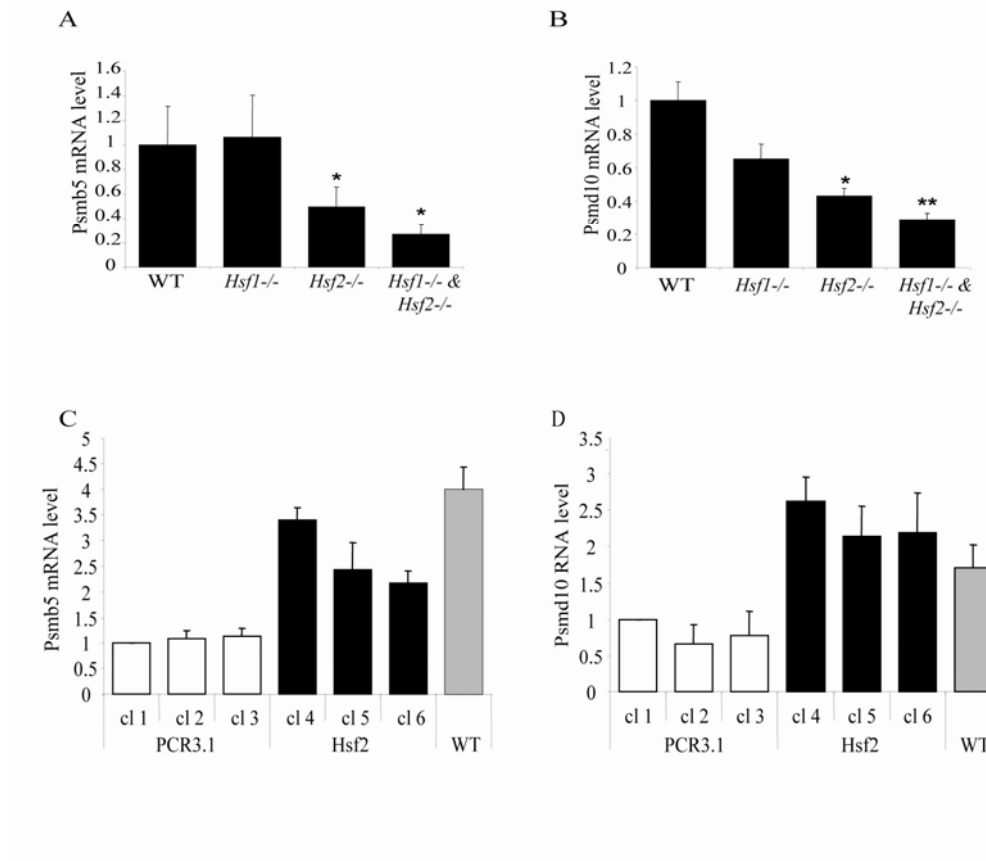 A
Psmb5 mRNA level
1.6
1.4
1.2
1
0.8
0.6
0.4
0.2
0
*
*
WT Hsf1-/- Hsf2-/- Hsf1-/- &
Hsf2-/-
B
Psmd10 mRNA level
1.2
1
0.8
0.6
0.4
0.2
0
*
**
WT Hsf1-/- Hsf2-/- Hsf1-/- &
Hsf2-/-
C
Psmb5 mRNA level
5
4.5
4
3.5
3
2.5
2
1.5
1
0.5
0
cl 1 cl 2 cl 3 cl 4 cl 5 cl 6
PCR3.1 Hsf2 WT
D
Psmd10 RNA level
3.5
3
2.5
2
1.5
1
0.5
0
cl 1 cl 2 cl 3 cl 4 cl 5 cl 6
PCR3.1 Hsf2 WT